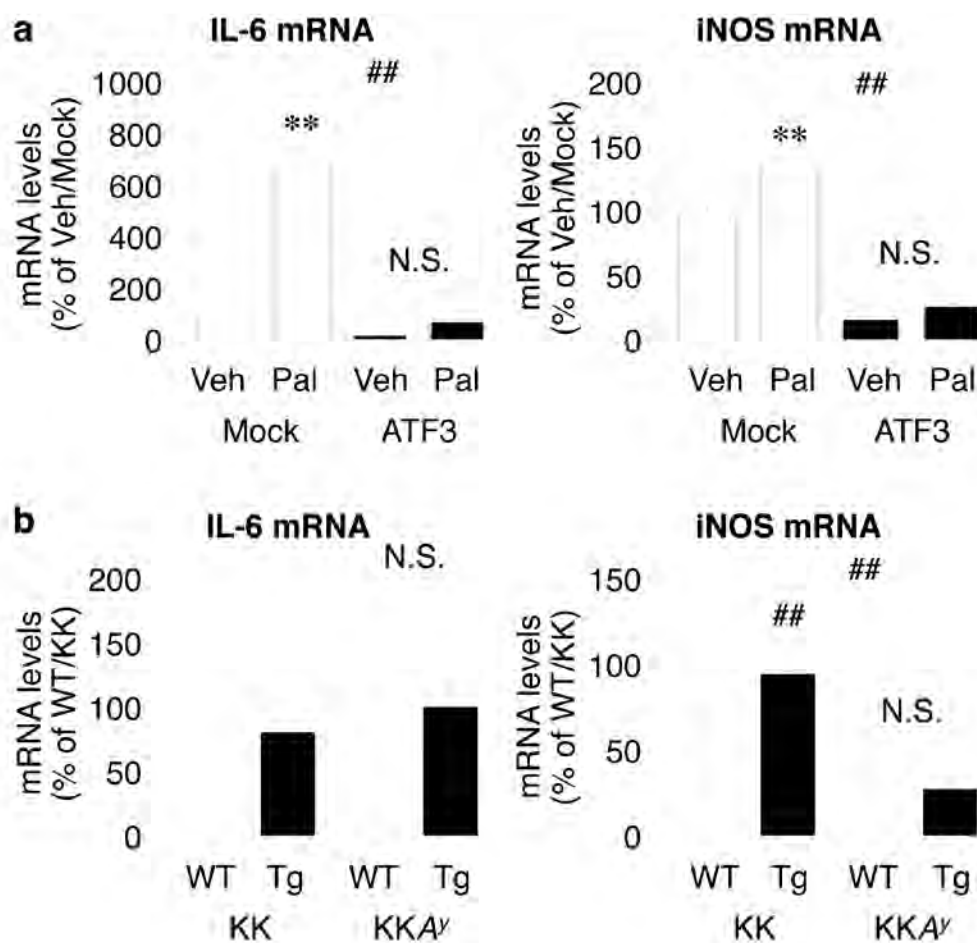 a
IL-6 mRNA
mRNA levels
(% of Veh/Mock)
1000
800
600
400
200
0
##
**
N.S.
Veh Pal Veh Pal
Mock ATF3
iNOS mRNA
mRNA levels
(% of Veh/Mock)
200
150
100
50
0
##
**
N.S.
Veh Pal Veh Pal
Mock ATF3
b
IL-6 mRNA
mRNA levels
(% of WT/KK)
200
150
100
50
0
N.S.
WT Tg WT Tg
KK KKAʸ
iNOS mRNA
mRNA levels
(% of WT/KK)
150
100
50
0
##
##
N.S.
WT Tg WT Tg
KK KKAʸ